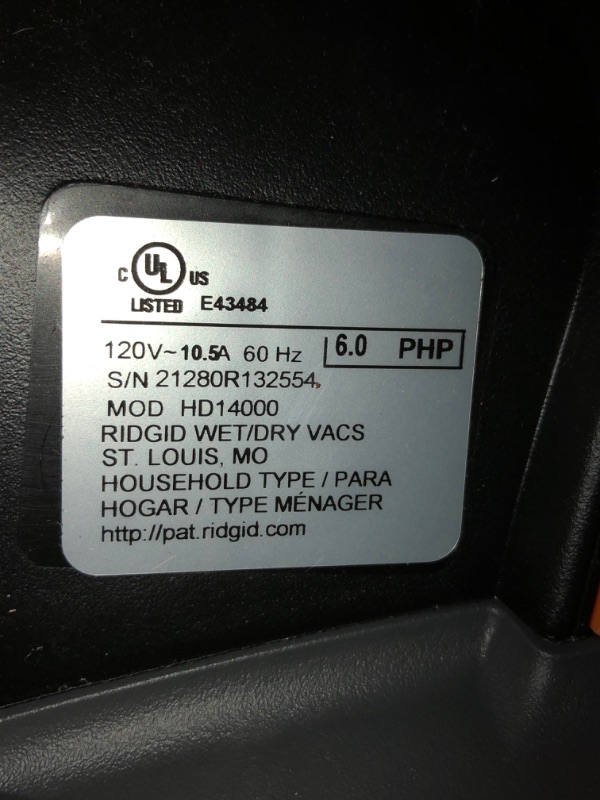 C UL US
LISTED E43484
120V~10.5A 60 Hz 6.0 PHP
S/N 21280R132554
MOD HD14000
RIDGID WET/DRY VACS
ST. LOUIS, MO
HOUSEHOLD TYPE / PARA
HOGAR / TYPE MÉNAGER
http://pat.ridgid.com